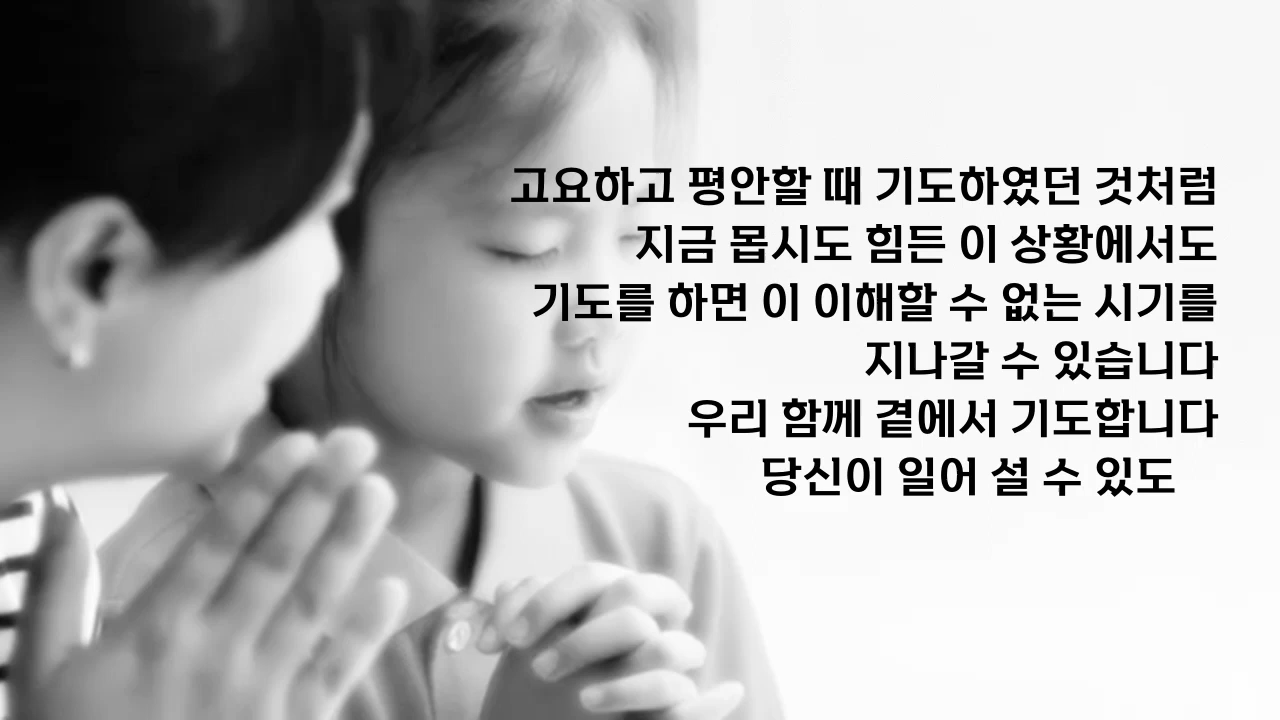 고요하고 평안할 때 기도하였던 것처럼
지금 몹시도 힘든 이 상황에서도
기도를 하면 이 이해할 수 없는 시기를
지나갈 수 있습니다
우리 함께 곁에서 기도합니다
당신이 일어 설 수 있도